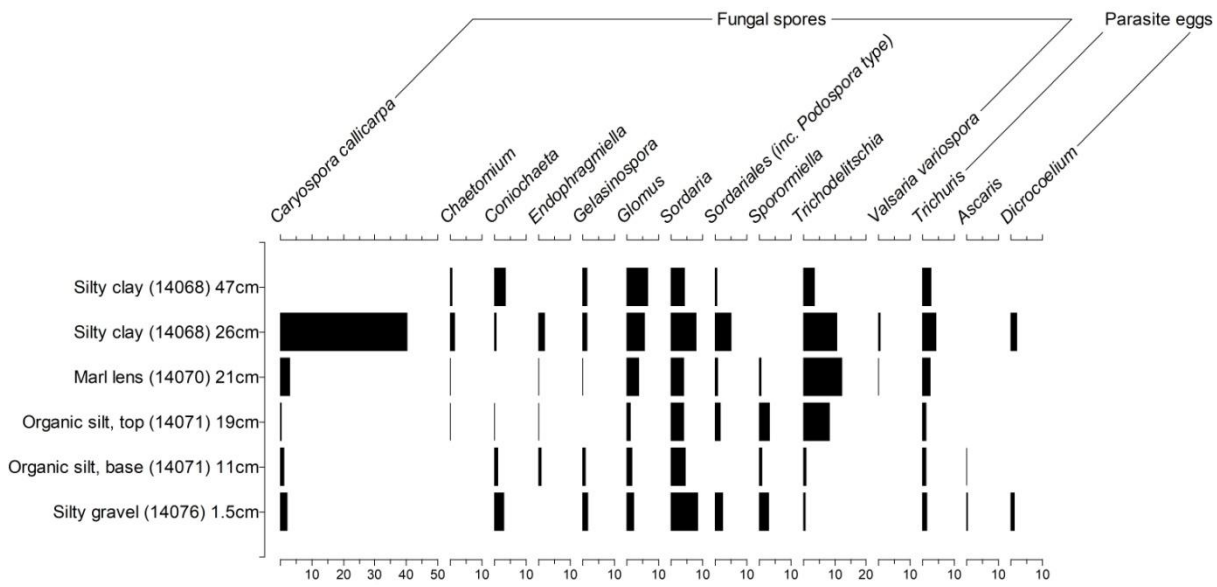 Fungal spores
Parasite eggs
Caryospora callicarpa
Chaetomium
Coniochaeta
Endophragmiella
Gelasinospora
Glomus
Sordaria
Sordariales (inc. Podospora type)
Sporormiella
Trichodelitschia
Valsaria variospora
Trichuris
Ascaris
Dicrocoelium
Silty clay (14068) 47cm
Silty clay (14068) 26cm
Marl lens (14070) 21cm
Organic silt, top (14071) 19cm
Organic silt, base (14071) 11cm
Silty gravel (14076) 1.5cm
10 20 30 40 50 10 10 10 10 10 10 10 10 10 20 10 10 10 10